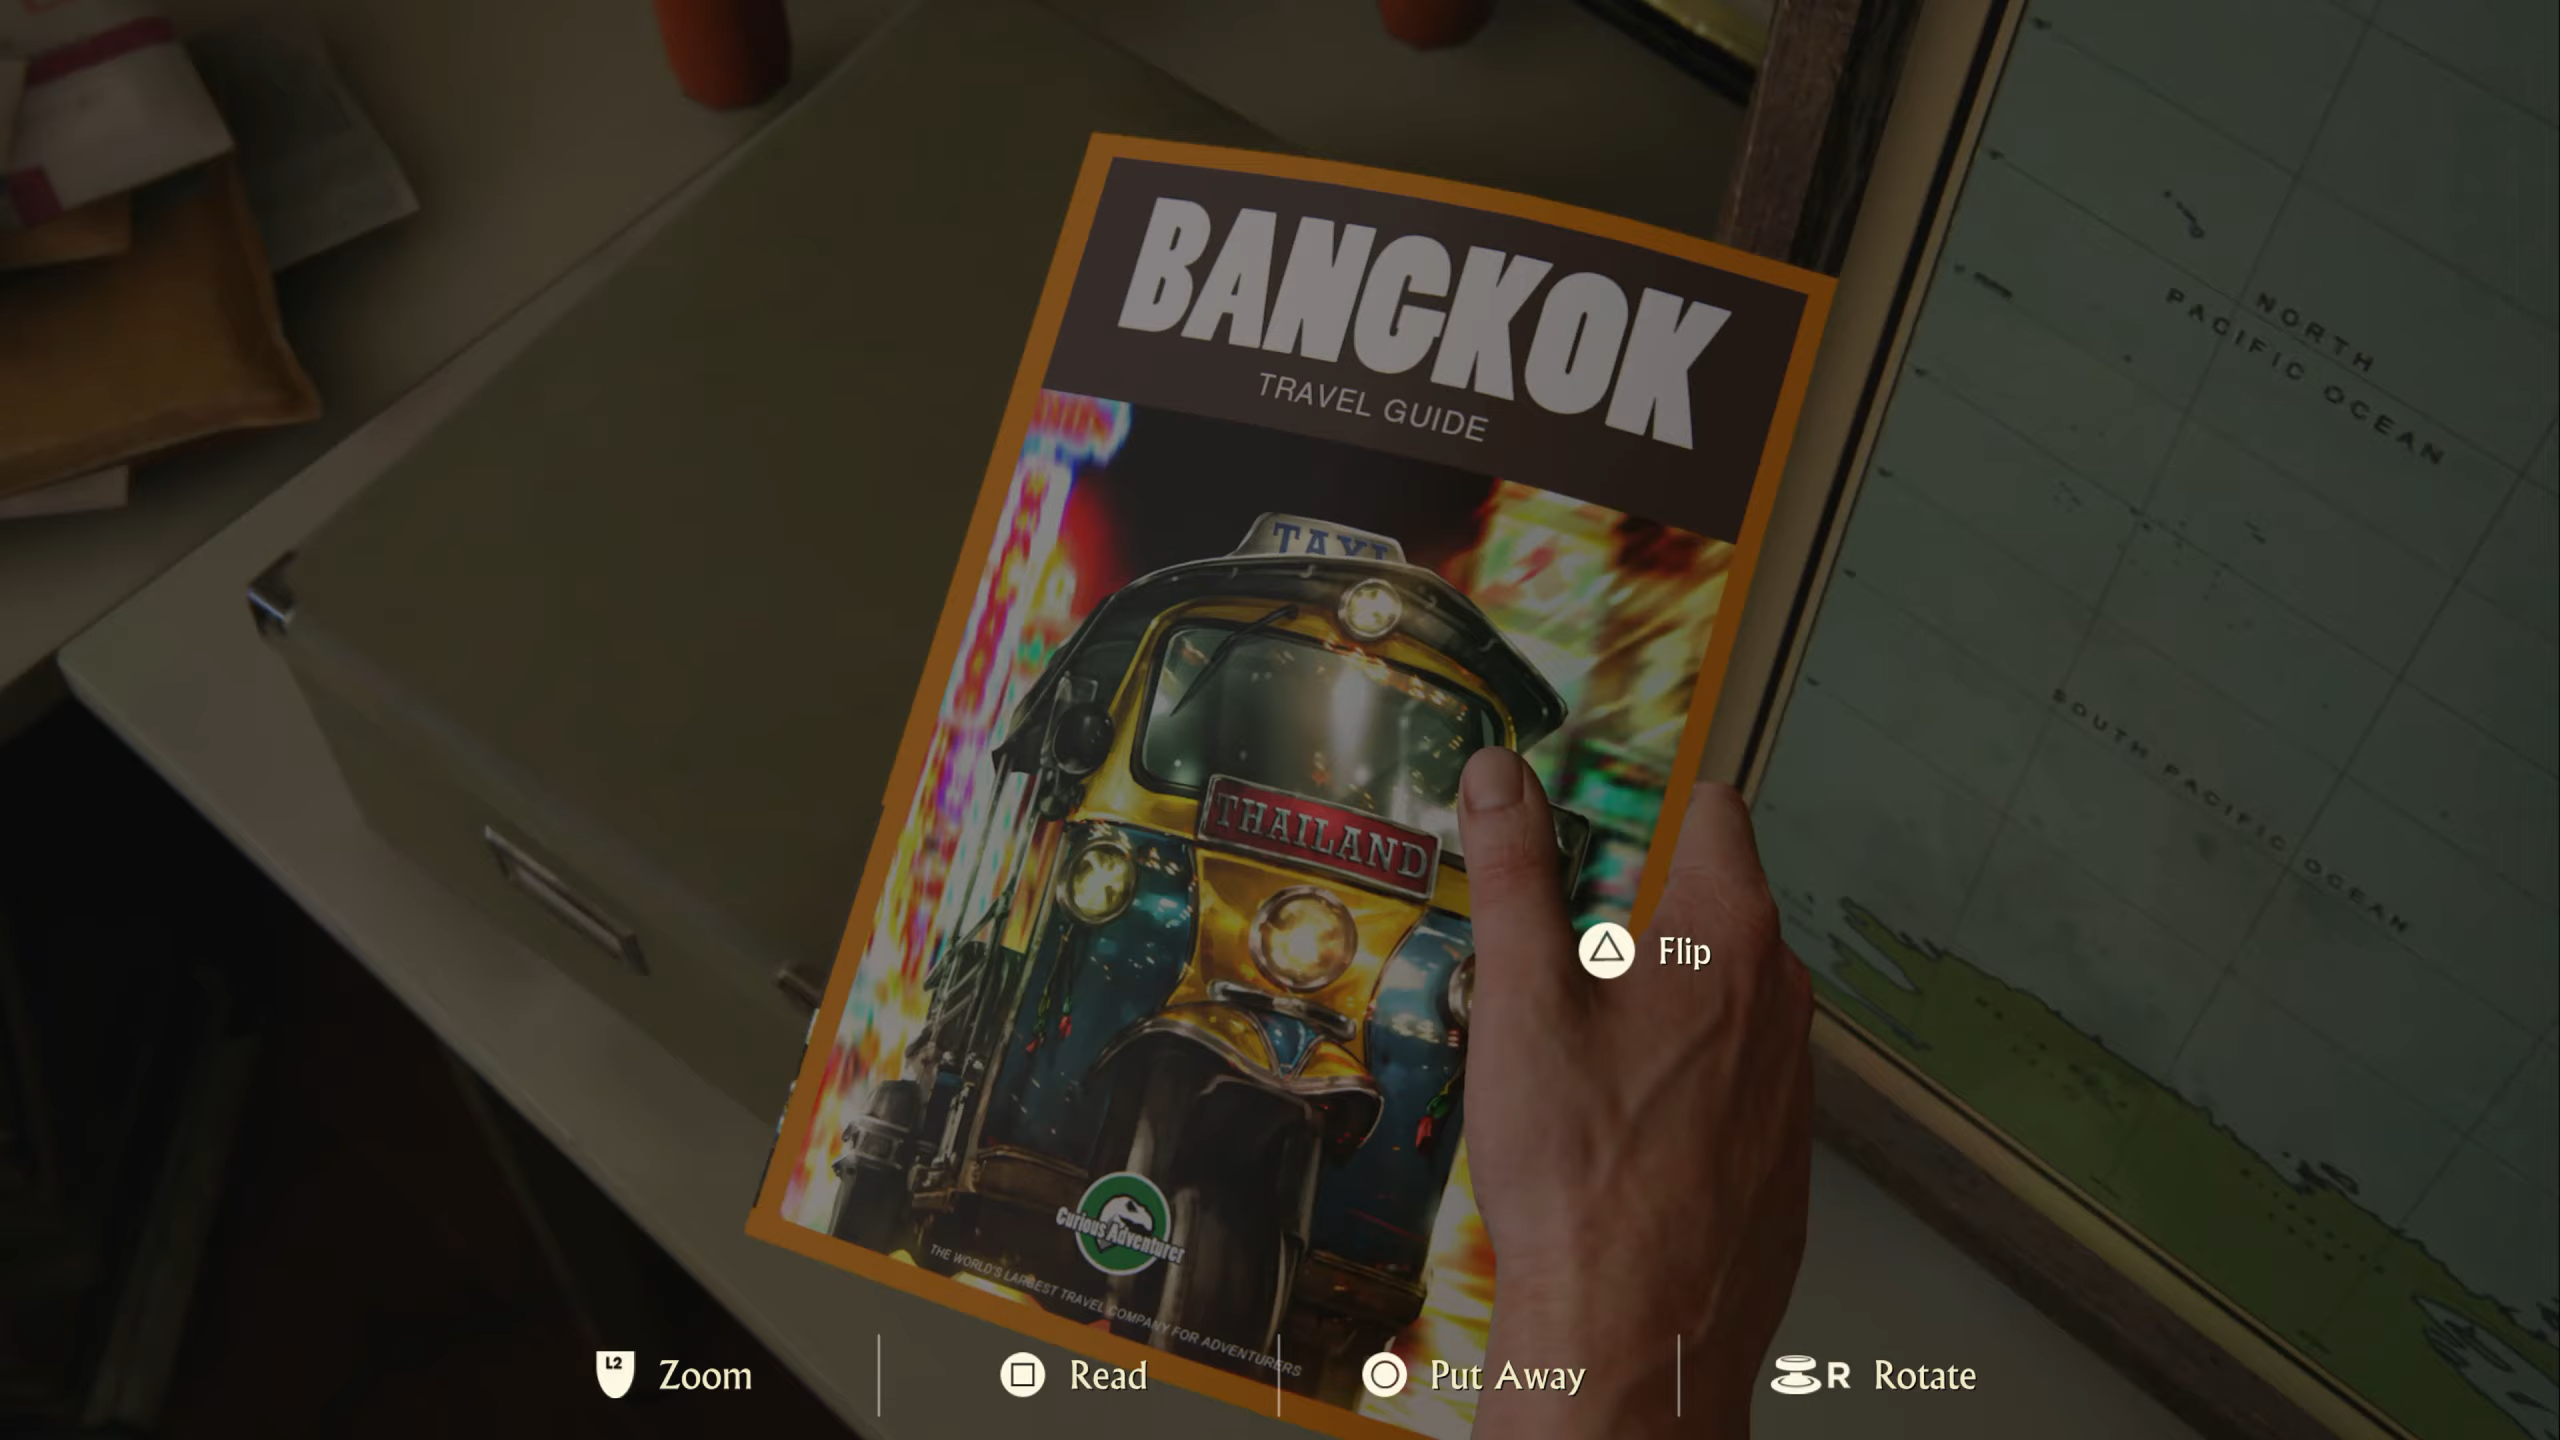 BANGKOK
TRAVEL GUIDE
TAXI
THAILAND
Curious Adventurer
THE WORLD'S LARGEST TRAVEL COMPANY FOR ADVENTURERS
NORTH
PACIFIC OCEAN
SOUTH PACIFIC OCEAN
Flip
L2 Zoom
Read
Put Away
R Rotate